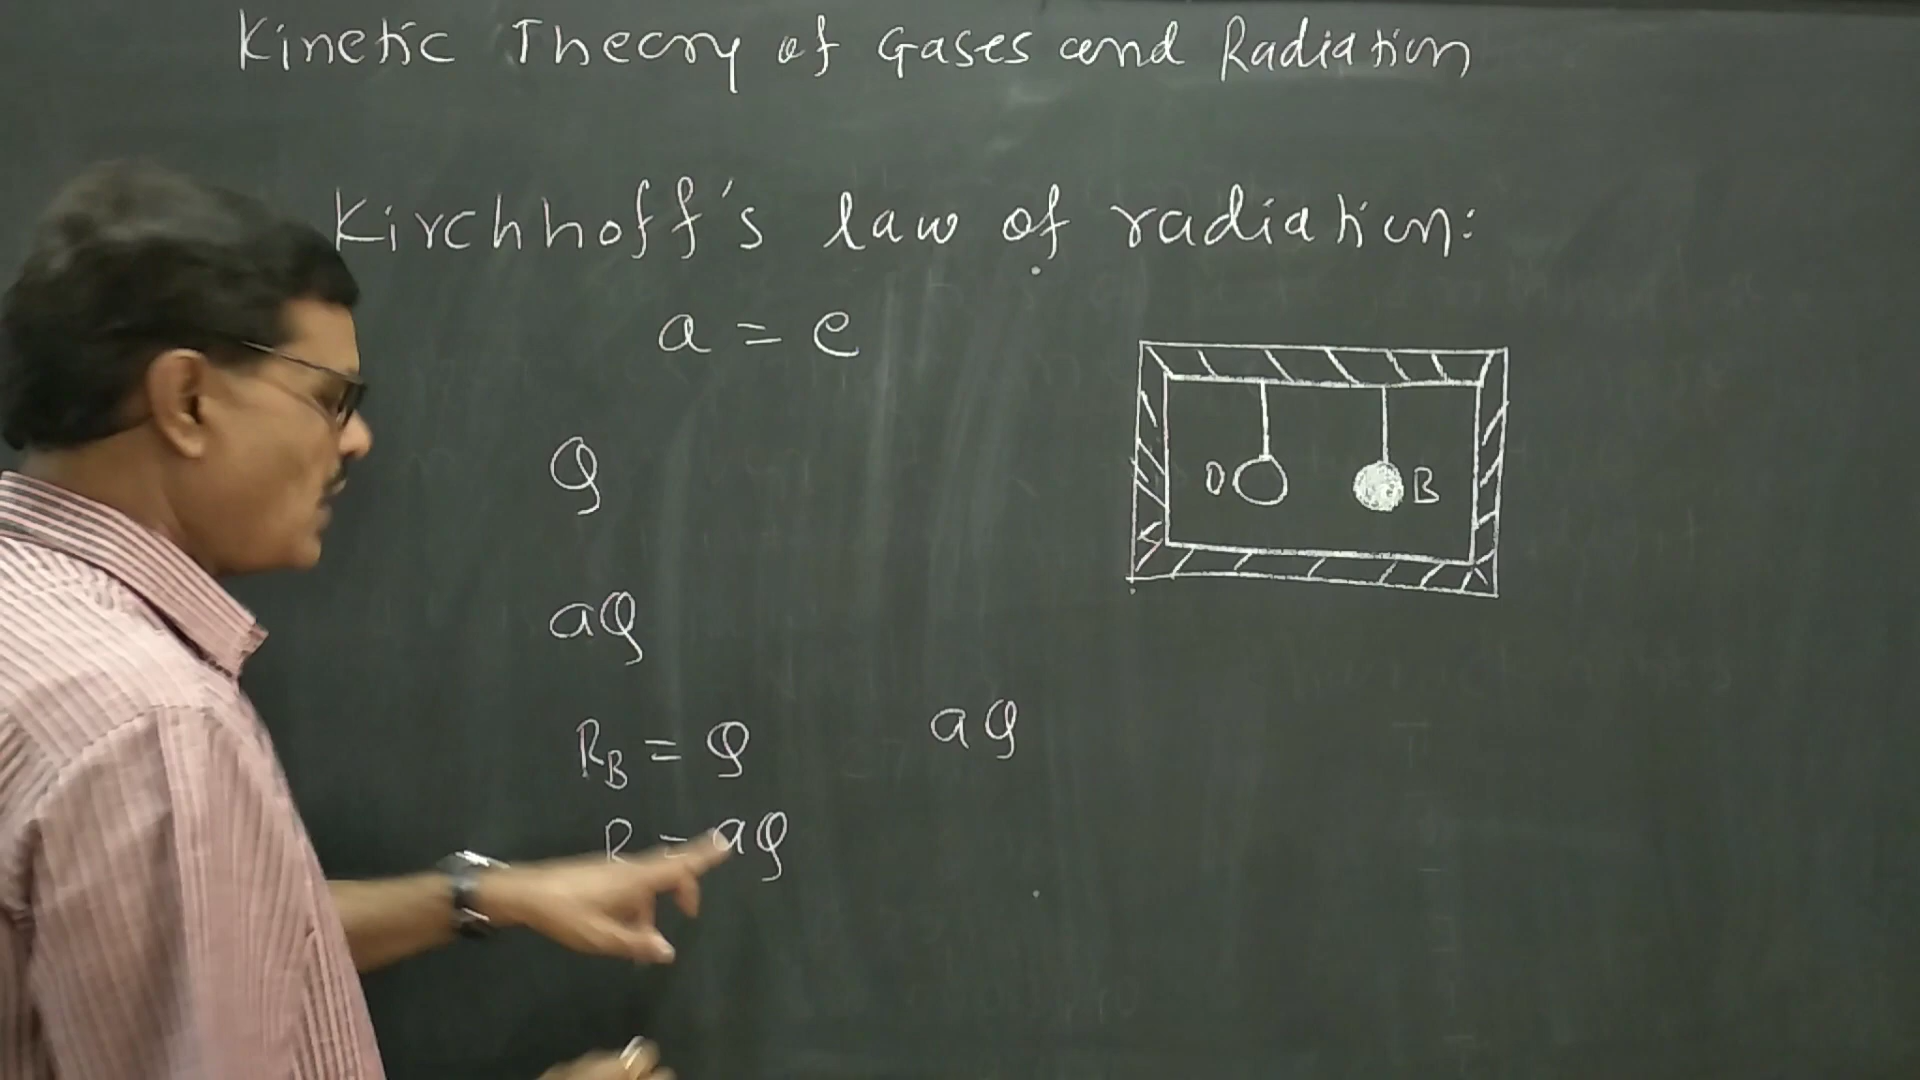 Kinetic Theory of Gases and Radiation
Kirchhoff's law of radiation:
a = e
Q
O
B
aQ
R_B = Q
aQ
R = aQ